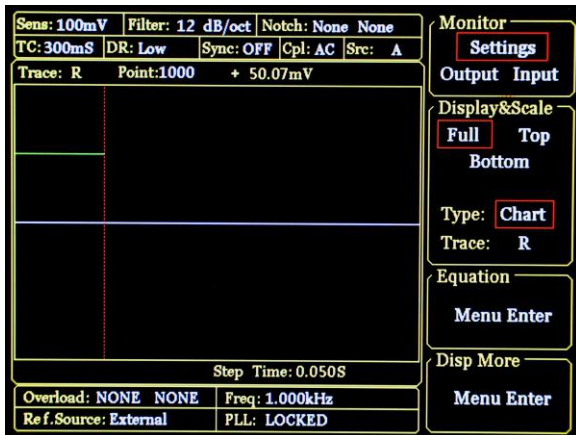 Sens: 100mV Filter: 12 dB/oct Notch: None None
TC: 300mS DR: Low Sync: OFF Cpl: AC Src: A
Trace: R Point:1000 + 50.07mV
Step Time: 0.050S
Overload: NONE NONE Freq: 1.000kHz
Ref.Source: External PLL: LOCKED
Monitor
Settings
Output Input
Display&Scale
Full Top
Bottom
Type: Chart
Trace: R
Equation
Menu Enter
Disp More
Menu Enter